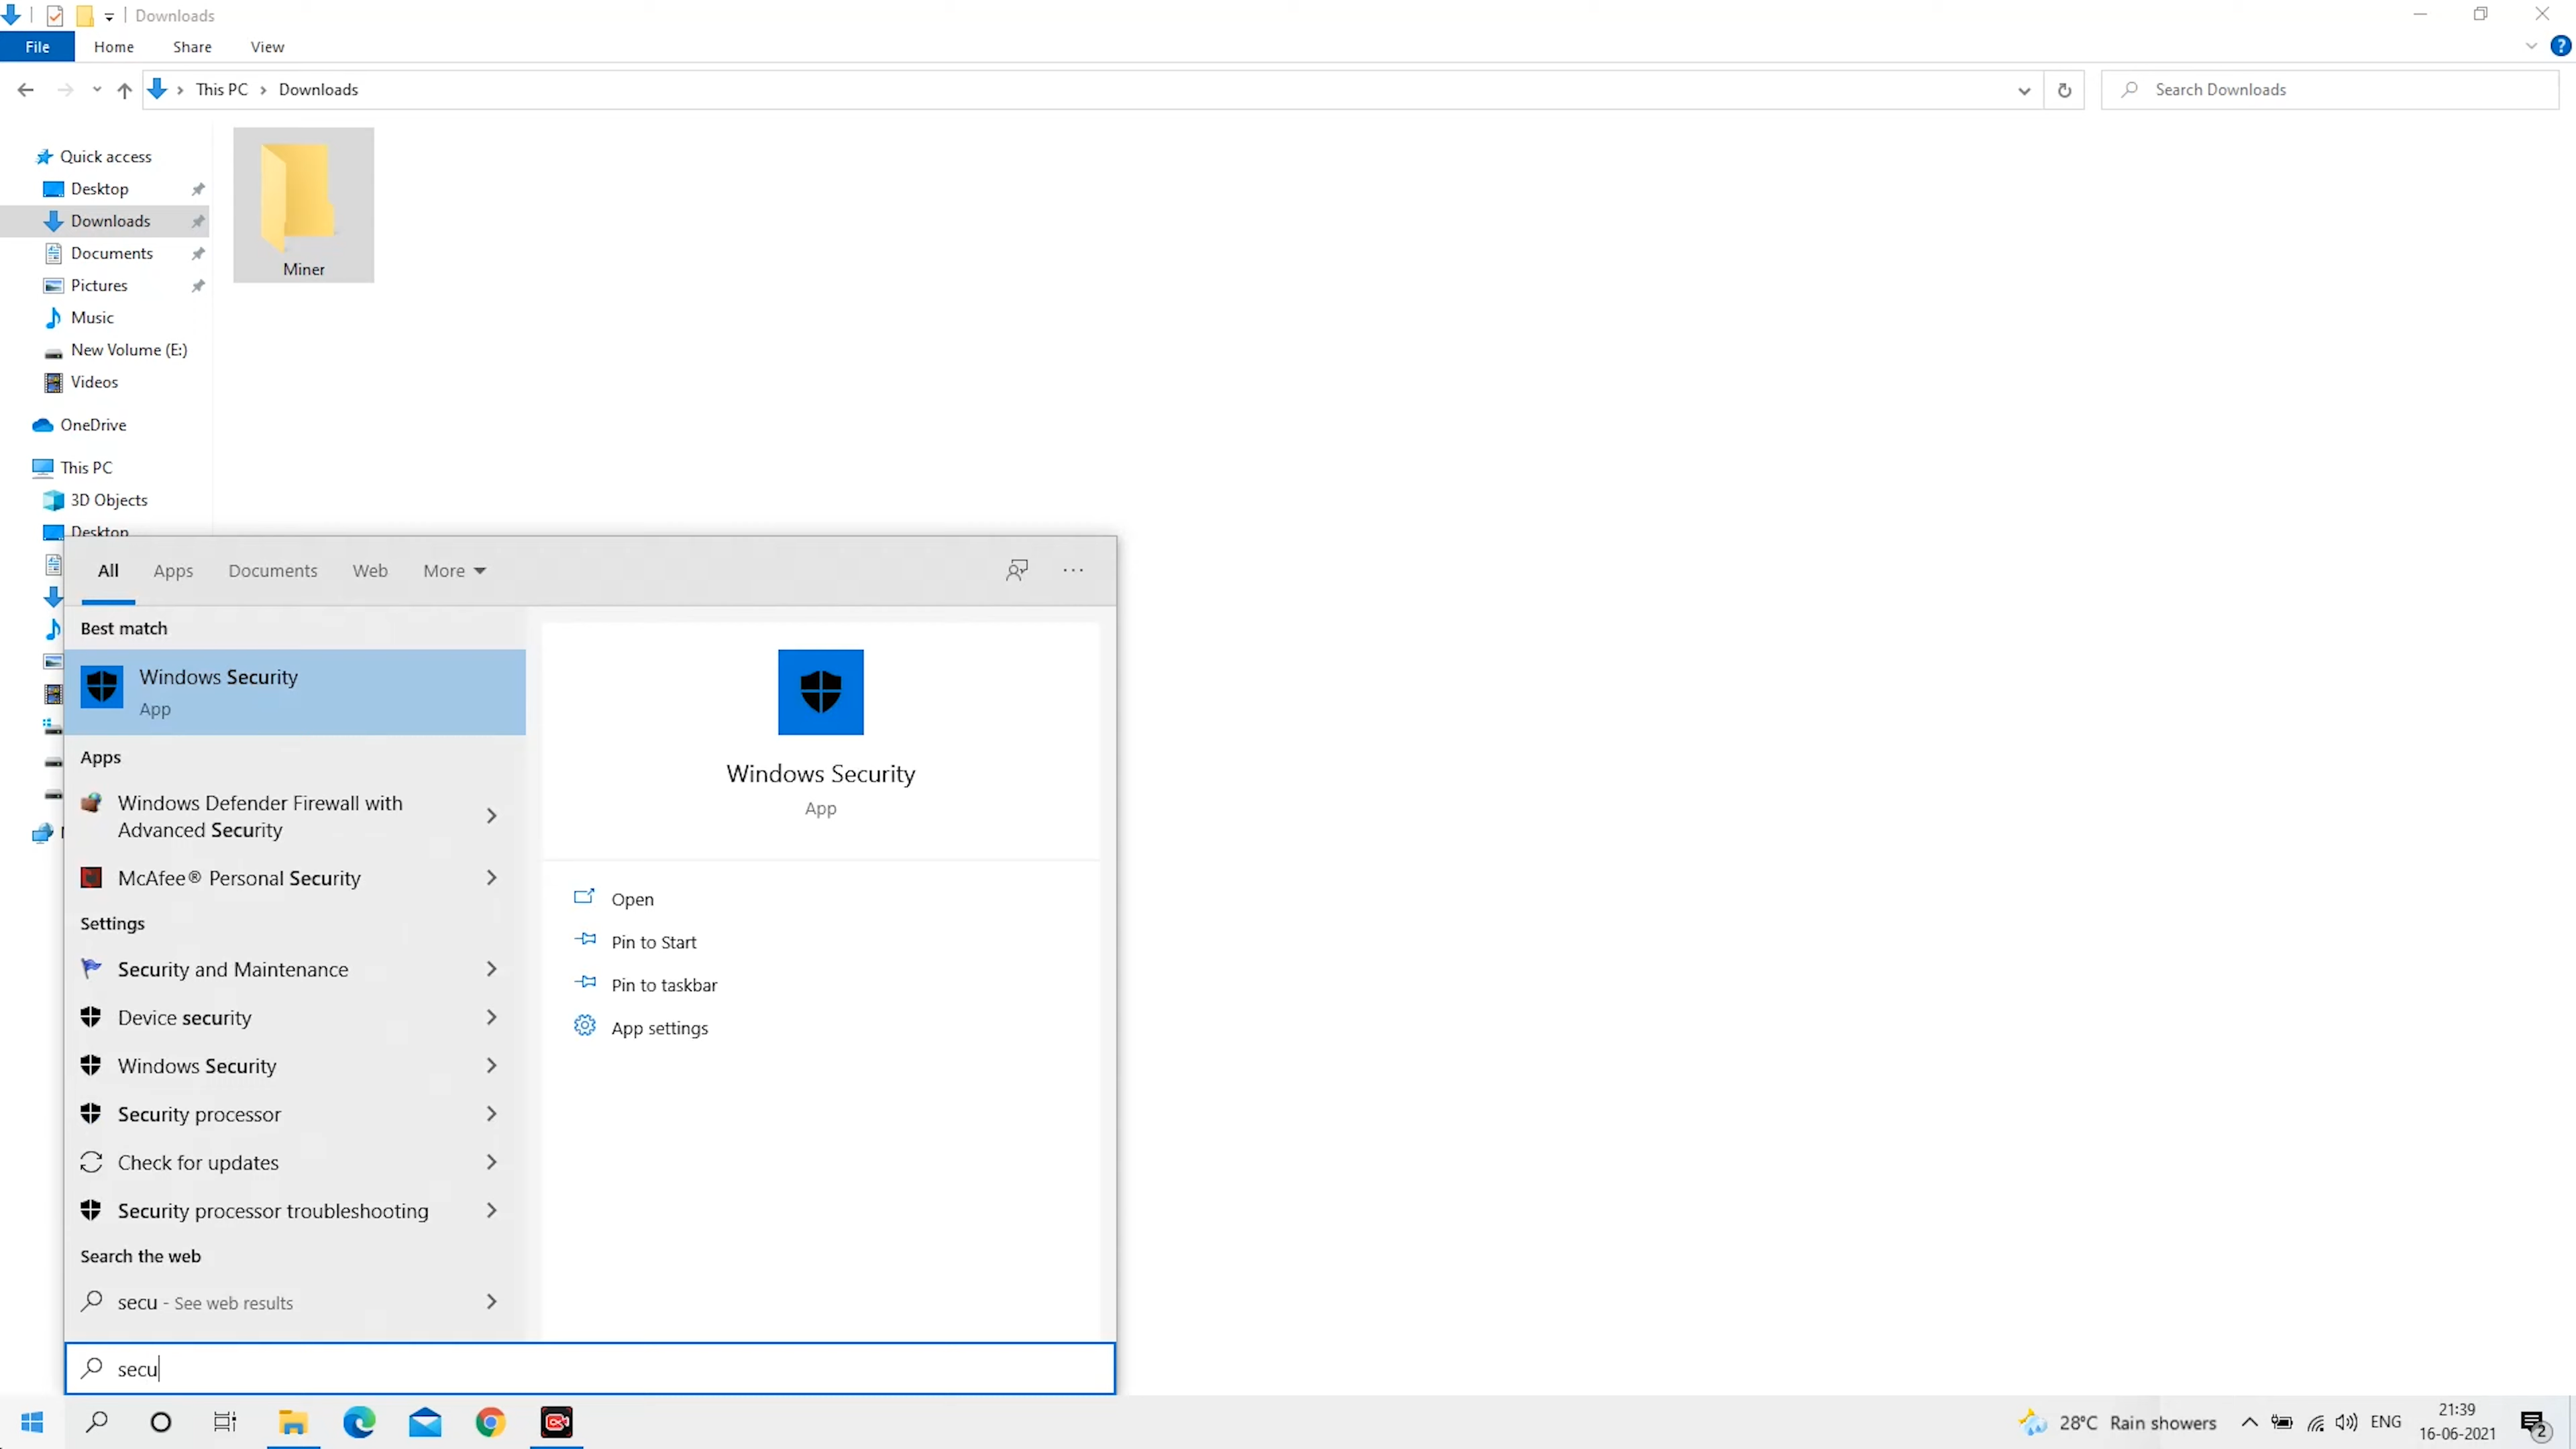 Downloads
File Home Share View
This PC > Downloads
Search Downloads
Quick access
Desktop
Downloads
Documents
Pictures
Music
New Volume (E:)
Videos
OneDrive
This PC
3D Objects
Desktop
Miner
All Apps Documents Web More
Best match
Windows Security
App
Apps
Windows Defender Firewall with
Advanced Security
McAfee® Personal Security
Settings
Security and Maintenance
Device security
Windows Security
Security processor
Check for updates
Security processor troubleshooting
Search the web
secu - See web results
Windows Security
App
Open
Pin to Start
Pin to taskbar
App settings
secu
28°C Rain showers
ENG
21:39
16-06-2021
2